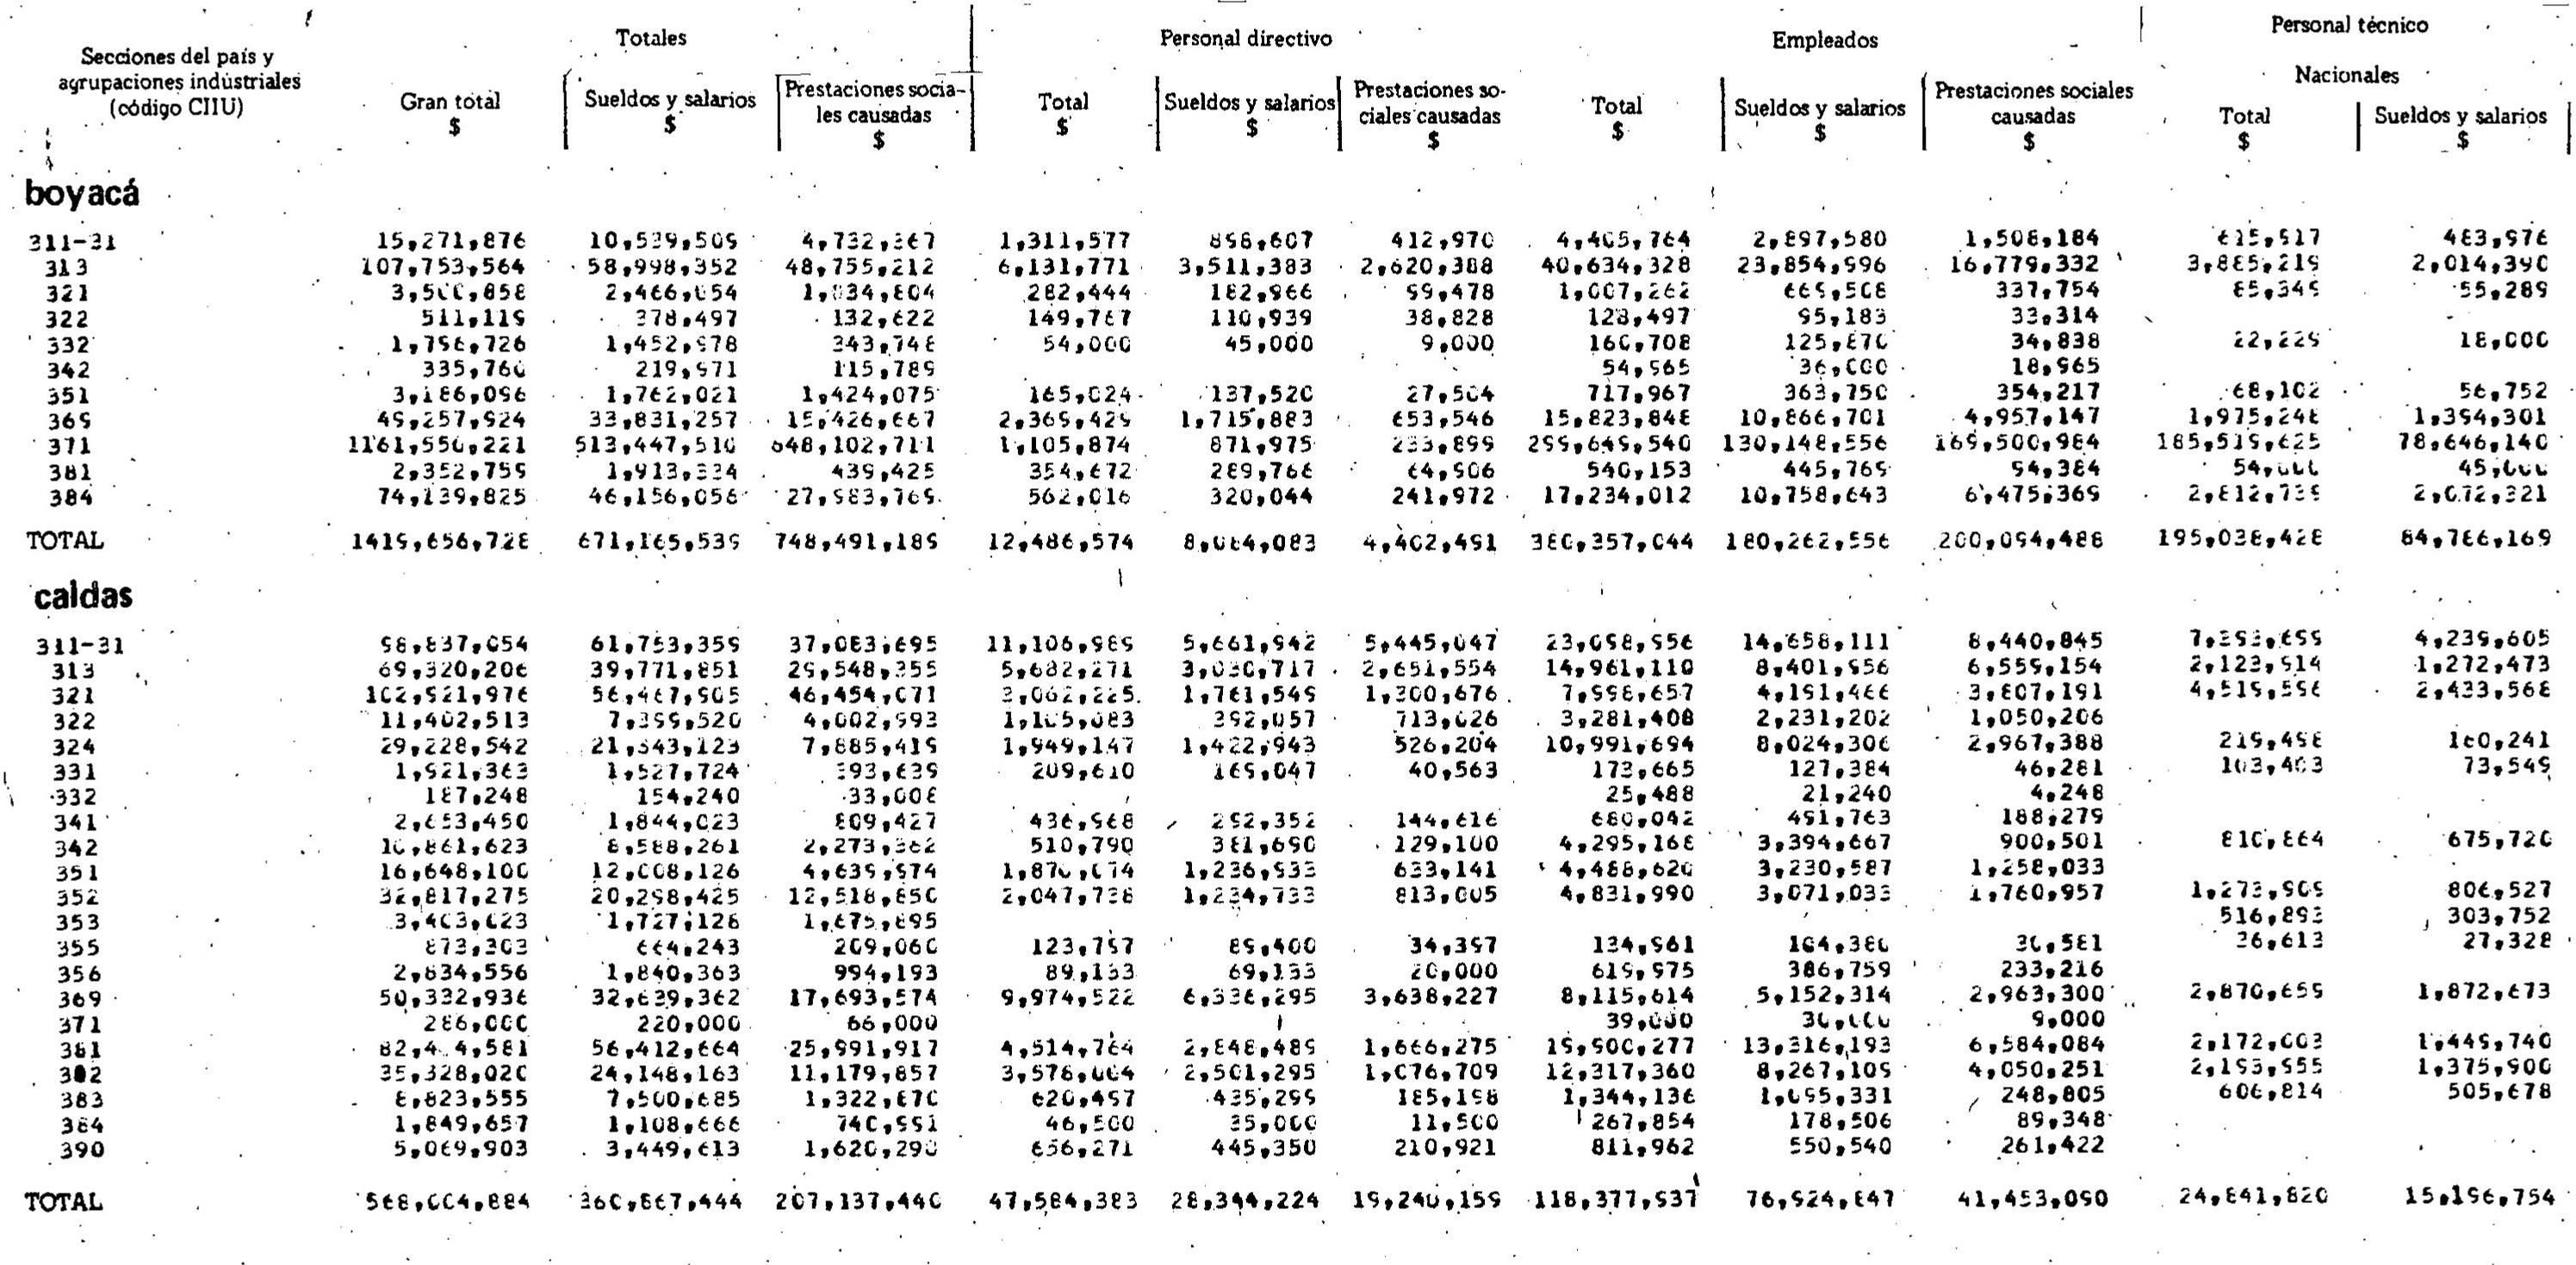 Secciones del país y agrupaciones indústriales (código CIIU)
Totales
Personal directivo
Empleados
Personal técnico
Nacionales
Gran total $
Sueldos y salarios $
Prestaciones sociales causadas $
Total $
Sueldos y salarios $
Prestaciones sociales causadas $
Total $
Sueldos y salarios $
Prestaciones sociales causadas $
Total $
Sueldos y salarios $
boyacá
311-31 15,271,876 10,539,509 4,732,367 1,311,577 898,607 412,970 4,405,764 2,897,580 1,508,184 483,976
313 107,753,564 58,998,352 48,755,212 6,131,771 3,511,383 2,620,388 40,634,328 23,854,996 16,779,332 3,885,219 2,014,390
321 3,500,858 2,466,054 1,034,804 282,444 182,966 99,478 1,007,262 669,508 337,754 85,349 55,289
322 511,119 378,497 132,622 149,767 110,939 38,828 128,497 95,183 33,314
332 1,796,726 1,452,978 343,748 54,000 45,000 9,000 160,708 125,870 34,838 22,229 18,000
342 335,760 219,971 115,789 54,965 36,000 18,965
351 3,186,096 1,762,021 1,424,075 165,024 137,520 27,504 717,967 363,750 354,217 68,102 56,752
369 49,257,924 33,831,257 15,426,667 2,369,429 1,715,883 653,546 15,823,848 10,866,701 4,957,147 1,975,248 1,394,301
371 1161,550,221 513,447,510 648,102,711 1,105,874 871,975 233,899 299,649,540 130,148,556 169,500,984 185,519,625 78,646,140
381 2,352,759 1,913,334 439,425 354,672 289,766 64,906 540,153 445,769 94,384 54,000 45,000
384 74,139,825 46,156,056 27,983,769 562,016 320,044 241,972 17,234,012 10,758,643 6,475,369 2,812,739 2,072,321
TOTAL 1419,656,728 671,165,539 748,491,189 12,486,574 8,084,083 4,402,491 380,357,044 180,262,556 200,094,488 195,038,428 84,786,169
caldas
311-31 98,837,054 61,753,359 37,083,695 11,106,989 5,661,942 5,445,047 23,098,956 14,658,111 8,440,845 4,239,605
313 69,320,206 39,771,851 29,548,355 5,682,271 3,030,717 2,651,554 14,961,110 8,401,956 6,559,154 2,123,914 1,272,473
321 102,921,976 56,467,905 46,454,071 3,062,225 1,761,549 1,300,676 7,998,657 4,191,466 3,807,191 4,519,596 2,433,568
322 11,402,513 7,399,520 4,002,993 1,105,083 392,057 713,026 3,281,408 2,231,202 1,050,206
324 29,228,542 21,343,123 7,885,419 1,949,147 1,422,943 526,204 10,991,694 8,024,306 2,967,388 219,498 160,241
331 1,921,363 1,527,724 393,639 209,610 169,047 40,563 173,665 127,384 46,281 103,403 73,549
332 187,248 154,240 33,008 25,488 21,240 4,248
341 2,653,450 1,844,023 809,427 436,968 292,352 144,616 680,042 491,763 188,279
342 10,861,623 8,588,261 2,273,362 510,790 381,690 129,100 4,295,168 3,394,667 900,501 810,864 675,720
351 16,648,100 12,008,126 4,639,974 1,870,074 1,236,933 633,141 4,488,620 3,230,587 1,258,033
352 32,817,275 20,298,425 12,518,850 2,047,738 1,234,733 813,005 4,831,990 3,071,033 1,760,957 1,273,909 806,527
353 3,403,023 1,727,128 1,675,895 516,893 303,752
355 873,303 664,243 209,060 123,797 89,400 34,397 134,961 104,380 30,581 36,613 27,328
356 2,834,556 1,840,363 994,193 89,133 69,133 20,000 619,975 386,759 233,216
369 50,332,936 32,639,362 17,693,574 9,974,522 6,336,295 3,638,227 8,115,614 5,152,314 2,963,300 2,870,659 1,872,673
371 286,000 220,000 66,000 39,000 30,000 9,000
381 56,412,664 25,991,917 4,514,764 2,848,489 1,666,275 19,900,277 13,316,193 6,584,084 2,172,003 1,449,740
382 35,328,020 24,148,163 11,179,857 3,578,004 2,501,295 1,076,709 12,317,360 8,267,109 4,050,251 2,193,955 1,375,900
383 8,823,555 7,500,685 1,322,870 620,497 435,299 185,198 1,344,136 1,095,331 248,805 606,814 505,678
384 1,849,657 1,108,666 740,991 46,500 35,000 11,500 267,854 178,506 89,348
390 5,069,903 3,449,613 1,620,290 656,271 445,350 210,921 811,962 550,540 261,422
TOTAL 568,004,884 360,867,444 207,137,440 47,584,383 28,344,224 19,240,159 118,377,937 76,924,847 41,453,090 24,841,820 15,196,754